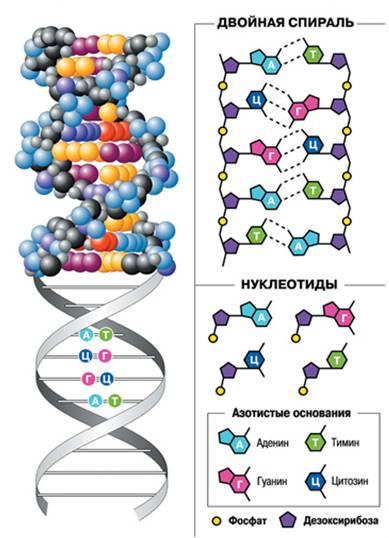 ДВОЙНАЯ СПИРАЛЬ
А Т
Ц Г
Г Ц
А Т
Т А
НУКЛЕОТИДЫ
А Г
Ц Т
А Т
Ц Г
Г Ц
А Т
Азотистые основания
А Аденин Т Тимин
Г Гуанин Ц Цитозин
Фосфат Дезоксирибоза